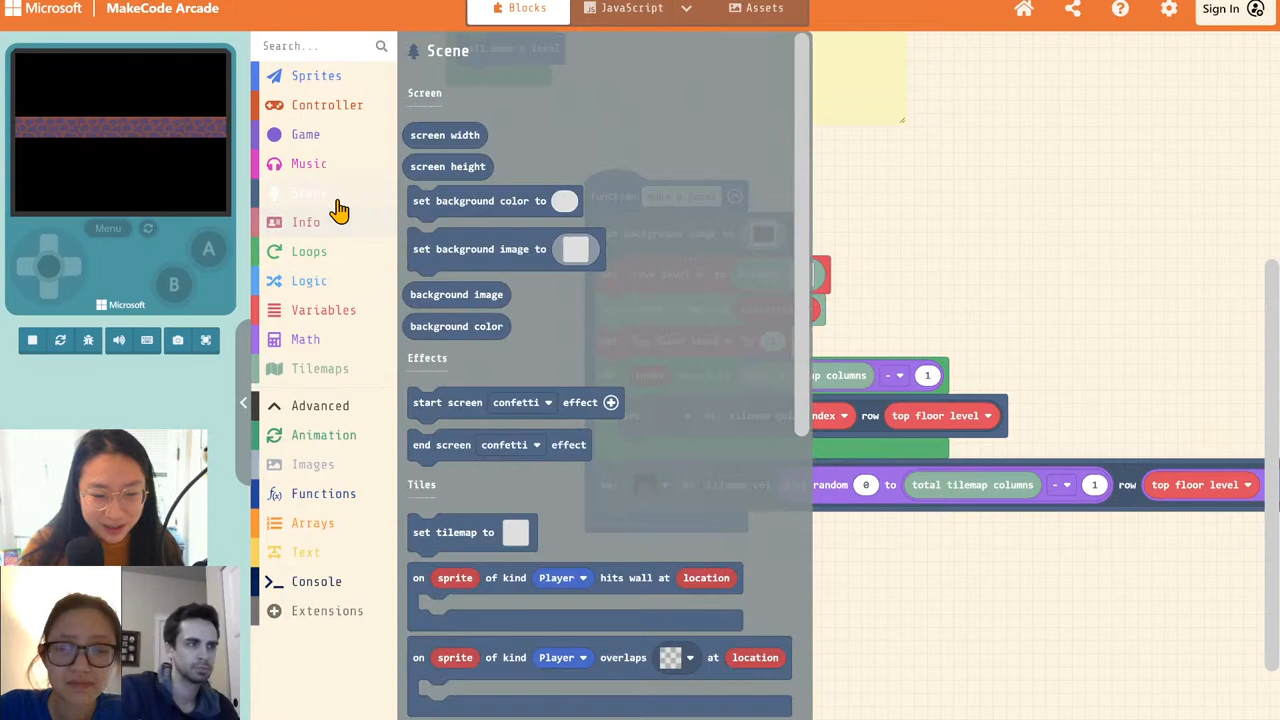 Microsoft MakeCode Arcade Blocks JavaScript Assets Sign In
Menu
A
B
Microsoft
Search...
Sprites
Controller
Game
Music
Scene
Info
Loops
Logic
Variables
Math
Tilemaps
Advanced
Animation
Images
Functions
Arrays
Text
Console
Extensions
Scene
Screen
screen width
screen height
set background color to
set background image to
background image
background color
Effects
start screen confetti effect
end screen confetti effect
Tiles
set tilemap to
on sprite of kind Player hits wall at location
on sprite of kind Player overlaps at location
function
columns - 1
row top floor level
random 0 to total tilemap columns - 1 row top floor level